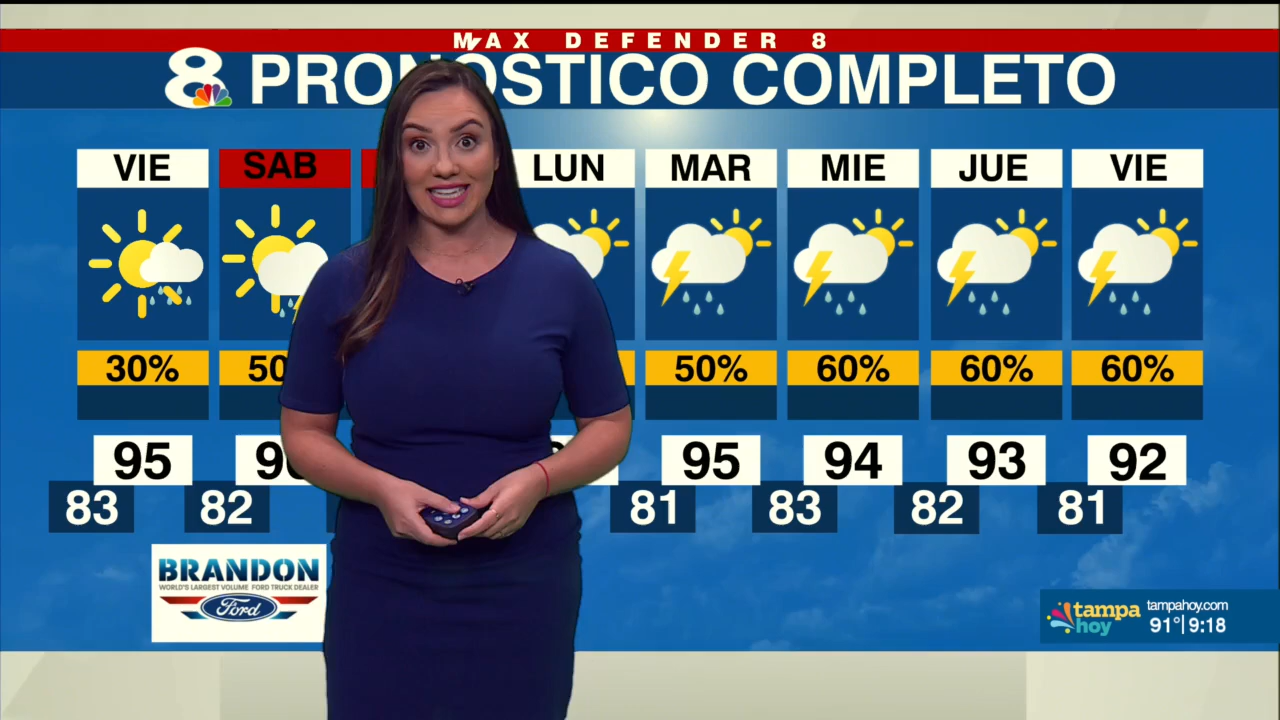 MAX DEFENDER 8
8 PRONÓSTICO COMPLETO
VIE SAB LUN MAR MIE JUE VIE
30% 50 50% 60% 60% 60%
95 95 94 93 92
83 82 81 83 82 81
BRANDON
WORLD'S LARGEST VOLUME FORD TRUCK DEALER
Ford
tampa hoy
tampahoy.com
91° | 9:18